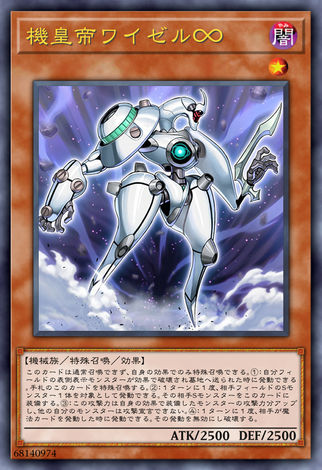 機皇帝ワイゼル∞
やみ
闇
【機械族／特殊召喚／効果】
このカードは通常召喚できず、自身の効果でのみ特殊召喚できる。①：自分フィ
ールドの表側表示モンスターが効果で破壊され墓地へ送られた時に発動できる
。手札のこのカードを特殊召喚する。②：１ターンに１度、相手フィールドのSモ
ンスター１体を対象として発動できる。その相手Sモンスターをこのカードに
装備する。③：この攻撃力は自身の効果で装備したモンスターの攻撃力分アップ
し、他の自分のモンスターは攻撃宣言できない。④：１ターンに１度、相手が魔
法カードを発動した時に発動できる。その発動を無効にし破壊する。
ATK/2500 DEF/2500
68140974